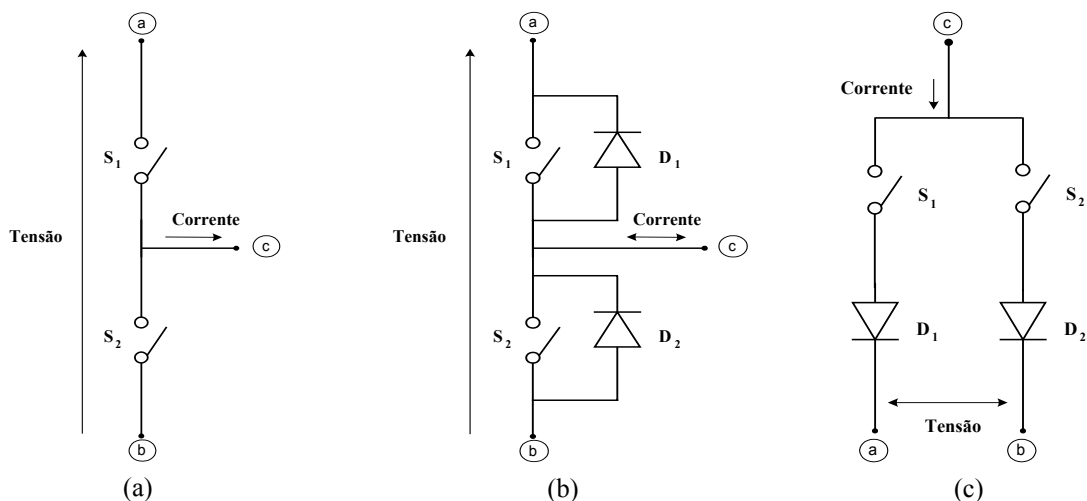 a
S1
Tensão
Corrente
c
S2
b
(a)
a
S1
D1
Tensão
Corrente
c
S2
D2
b
(b)
c
Corrente
S1
S2
D1
D2
Tensão
a
b
(c)